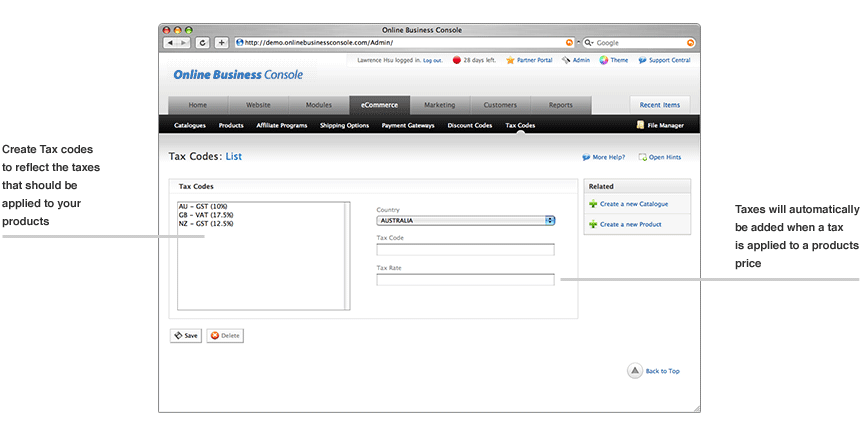 Online Business Console
http://demo.onlinebusinessconsole.com/Admin/
Google
Lawrence Hsu logged in. Log out.
28 days left.
Partner Portal
Admin
Theme
Support Central
Online Business Console
Home
Website
Modules
eCommerce
Marketing
Customers
Reports
Recent Items
Catalogues
Products
Affiliate Programs
Shipping Options
Payment Gateways
Discount Codes
Tax Codes
File Manager
Tax Codes: List
More Help?
Open Hints
Tax Codes
AU - GST (10%)
GB - VAT (17.5%)
NZ - GST (12.5%)
Country
AUSTRALIA
Tax Code
Tax Rate
Related
Create a new Catalogue
Create a new Product
Save
Delete
Back to Top
Create Tax codes
to reflect the taxes
that should be
applied to your
products
Taxes will automatically
be added when a tax
is applied to a products
price